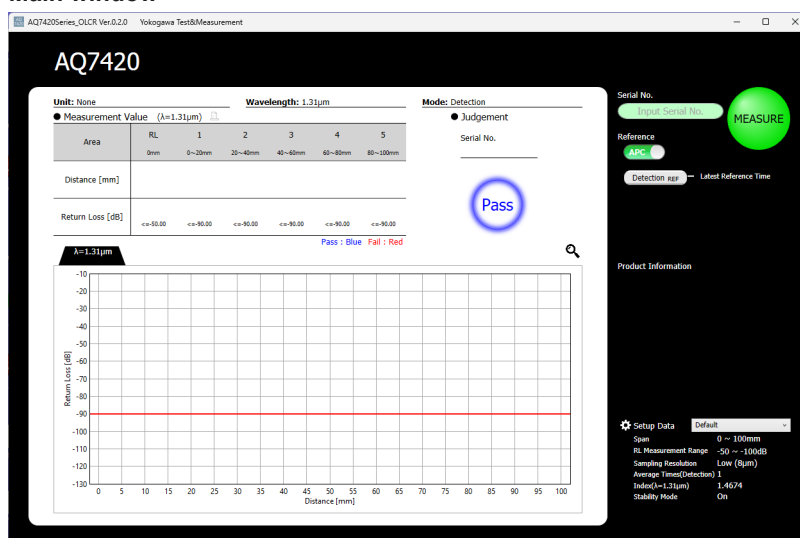 Main Window
AQ7420Series_OLCR Ver.0.2.0 Yokogawa Test&Measurement
AQ7420
Unit: None Wavelength: 1.31μm Mode: Detection
Measurement Value (λ=1.31μm)
Judgement
Area RL 1 2 3 4 5
0mm 0~20mm 20~40mm 40~60mm 60~80mm 80~100mm
Distance [mm]
Return Loss [dB] <=-50.00 <=-90.00 <=-90.00 <=-90.00 <=-90.00 <=-90.00
Pass : Blue Fail : Red
Serial No.
Pass
λ=1.31μm
Return Loss [dB]
-10
-20
-30
-40
-50
-60
-70
-80
-90
-100
-110
-120
-130
0 5 10 15 20 25 30 35 40 45 50 55 60 65 70 75 80 85 90 95 100
Distance [mm]
Serial No.
Input Serial No.
MEASURE
Reference
APC
Detection REF Latest Reference Time
Product Information
Setup Data Default
Span 0 ~ 100mm
RL Measurement Range -50 ~ -100dB
Sampling Resolution Low (8μm)
Average Times(Detection) 1
Index(λ=1.31μm) 1.4674
Stability Mode On